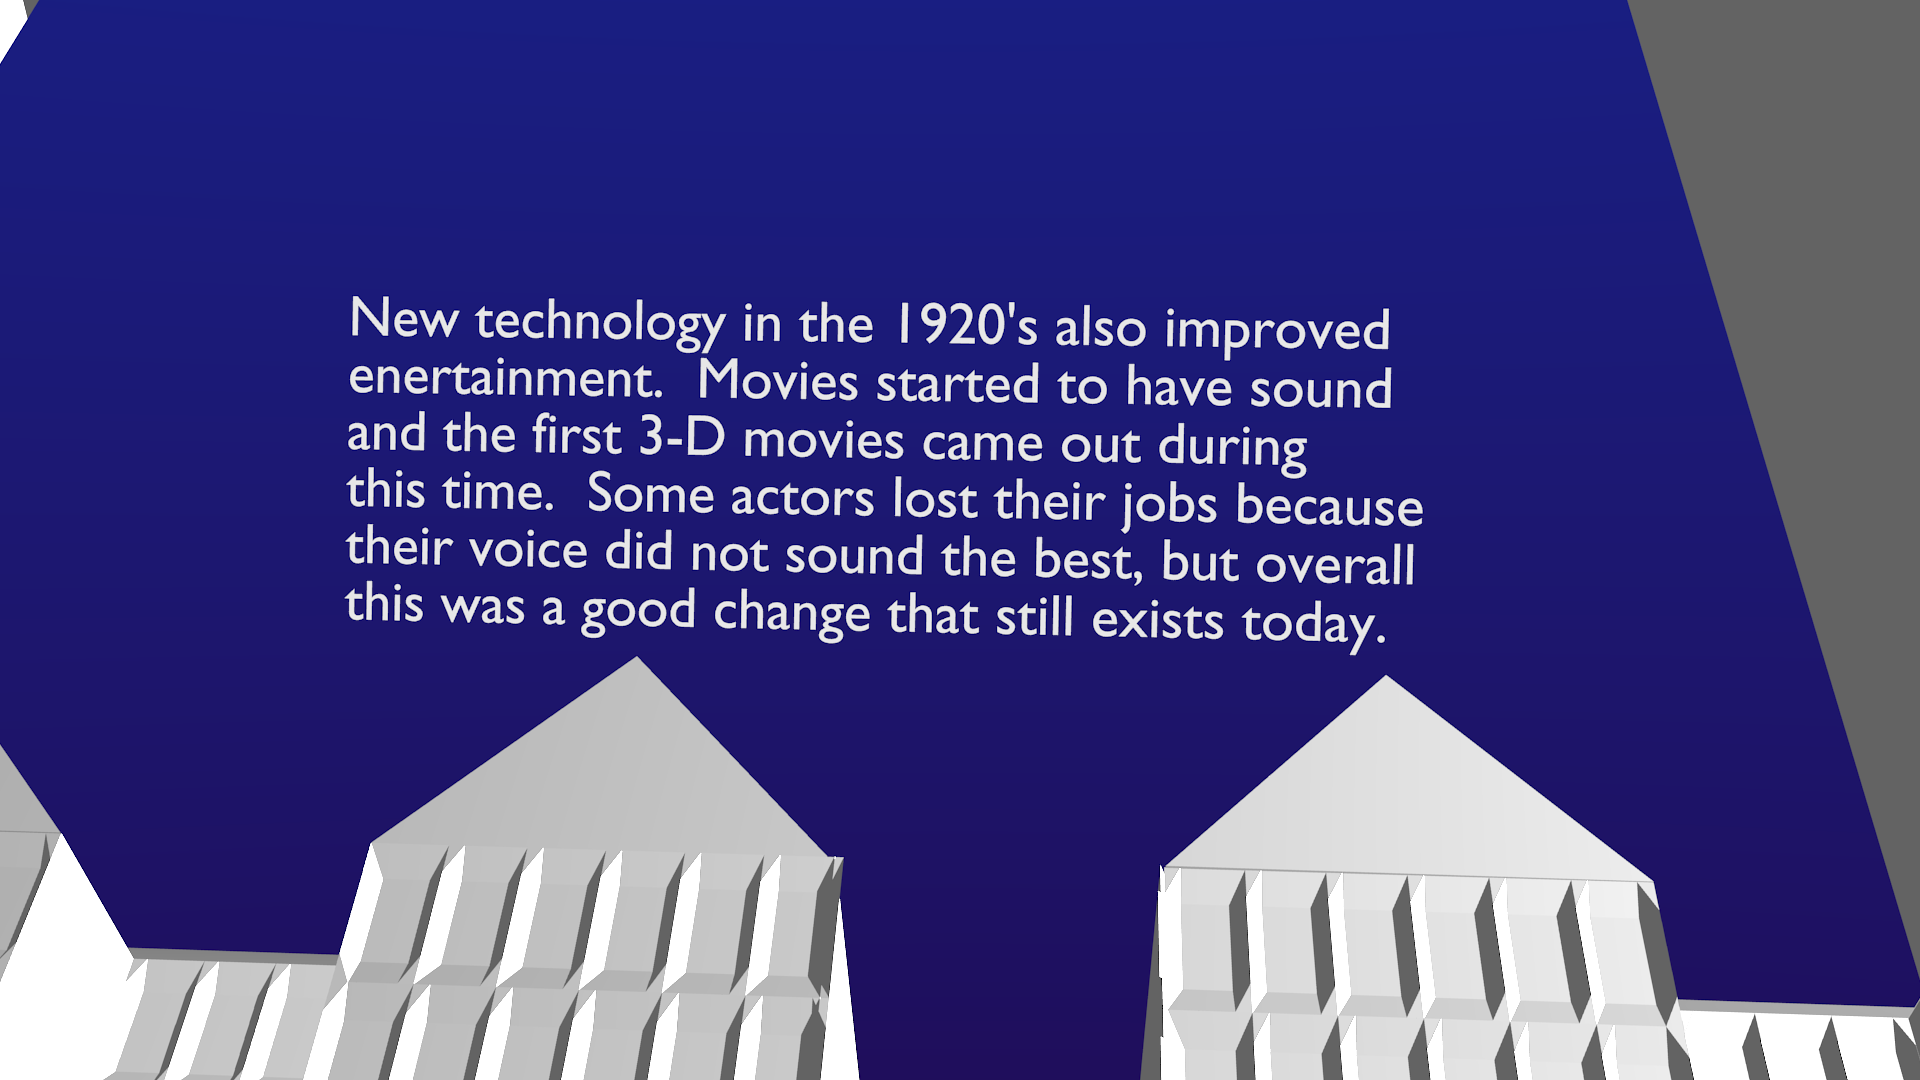 New technology in the 1920's also improved
enertainment.  Movies started to have sound
and the first 3-D movies came out during
this time.  Some actors lost their jobs because
their voice did not sound the best, but overall
this was a good change that still exists today.